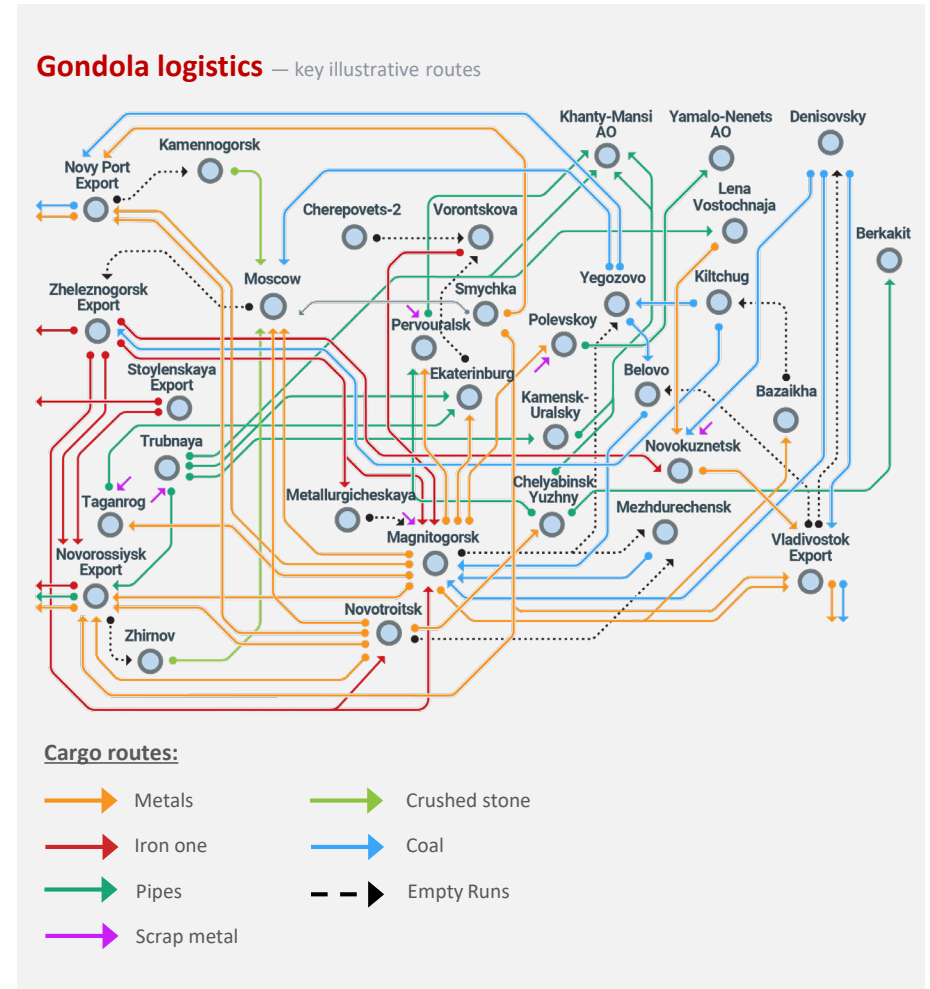 Gondola logistics — key illustrative routes
Khanty-Mansi
AO
Yamalo-Nenets
AO
Denisovsky
Kamennogorsk
Novy Port
Export
Lena
Vostochnaja
Cherepovets-2
Vorontskova
Berkakit
Moscow
Yegozovo
Kiltchug
Zheleznogorsk
Export
Smychka
Pervouralsk
Polevskoy
Stoylenskaya
Export
Ekaterinburg
Belovo
Bazaikha
Kamensk-
Uralsky
Trubnaya
Novokuznetsk
Taganrog
Metallurgicheskaya
Chelyabinsk
Yuzhny
Mezhdurechensk
Magnitogorsk
Vladivostok
Export
Novorossiysk
Export
Novotroitsk
Zhirnov
Cargo routes:
Metals
Crushed stone
Iron one
Coal
Pipes
Empty Runs
Scrap metal